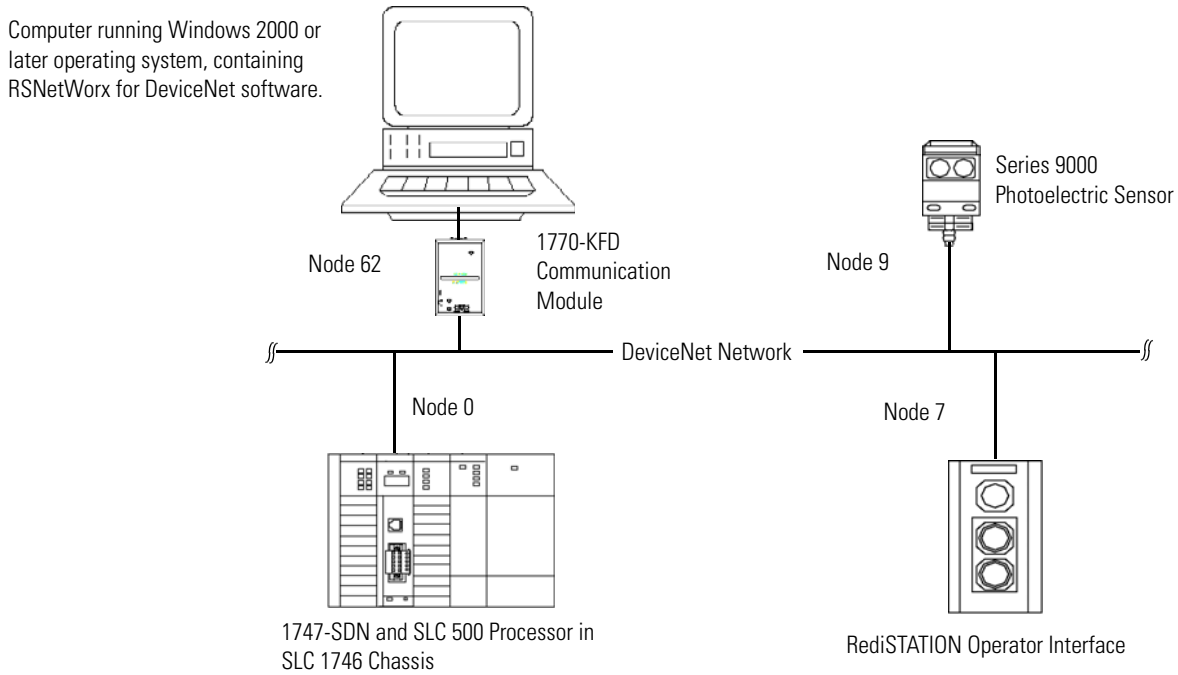 Computer running Windows 2000 or
later operating system, containing
RSNetWorx for DeviceNet software.
Series 9000
Photoelectric Sensor
Node 62
1770-KFD
Communication
Module
Node 9
DeviceNet Network
Node 0
Node 7
1747-SDN and SLC 500 Processor in
SLC 1746 Chassis
RediSTATION Operator Interface